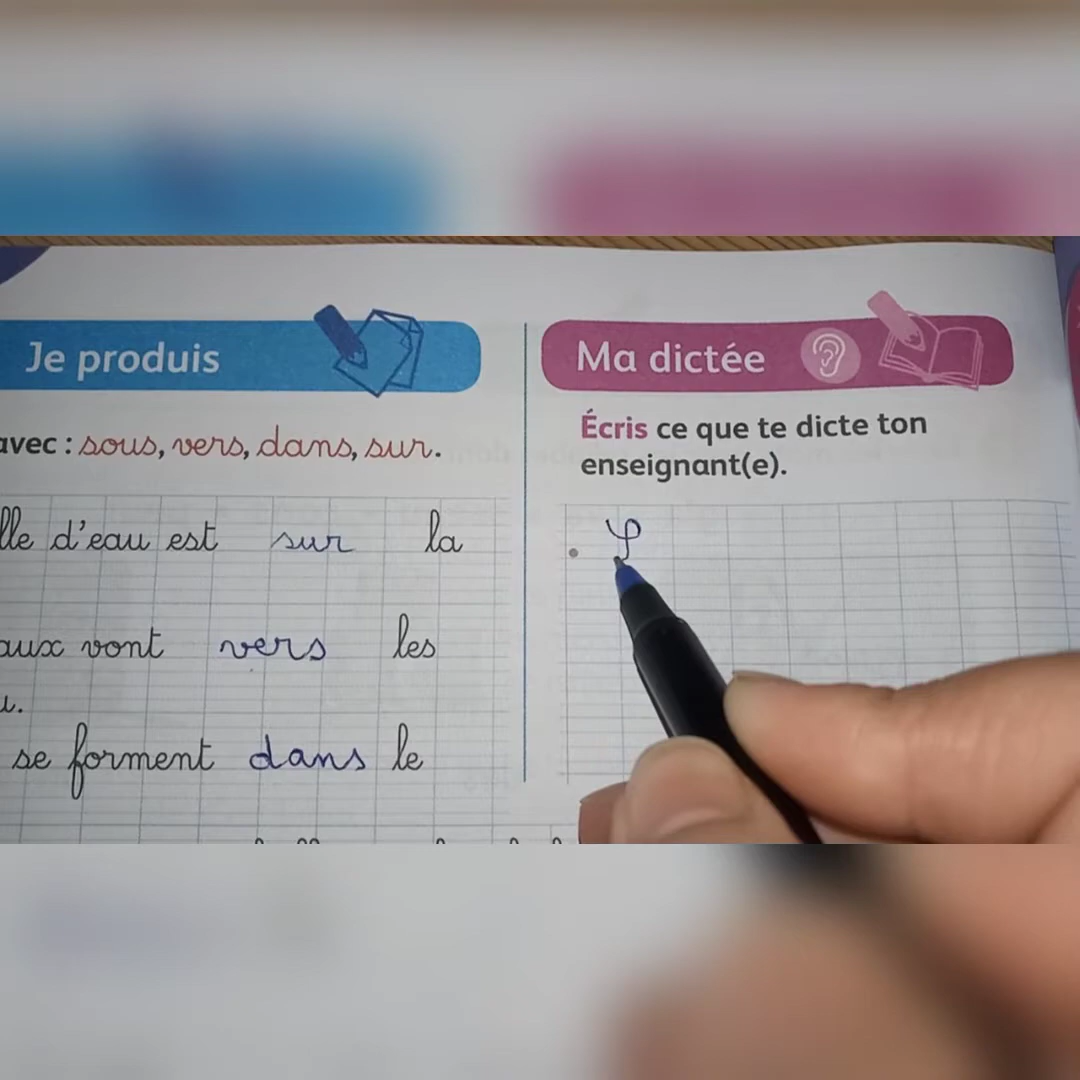 Je produis
avec : sous, vers, dans, sur.
lle d'eau est sur la
aux vont vers les
se forment dans le
Ma dictée
Écris ce que te dicte ton
enseignant(e).